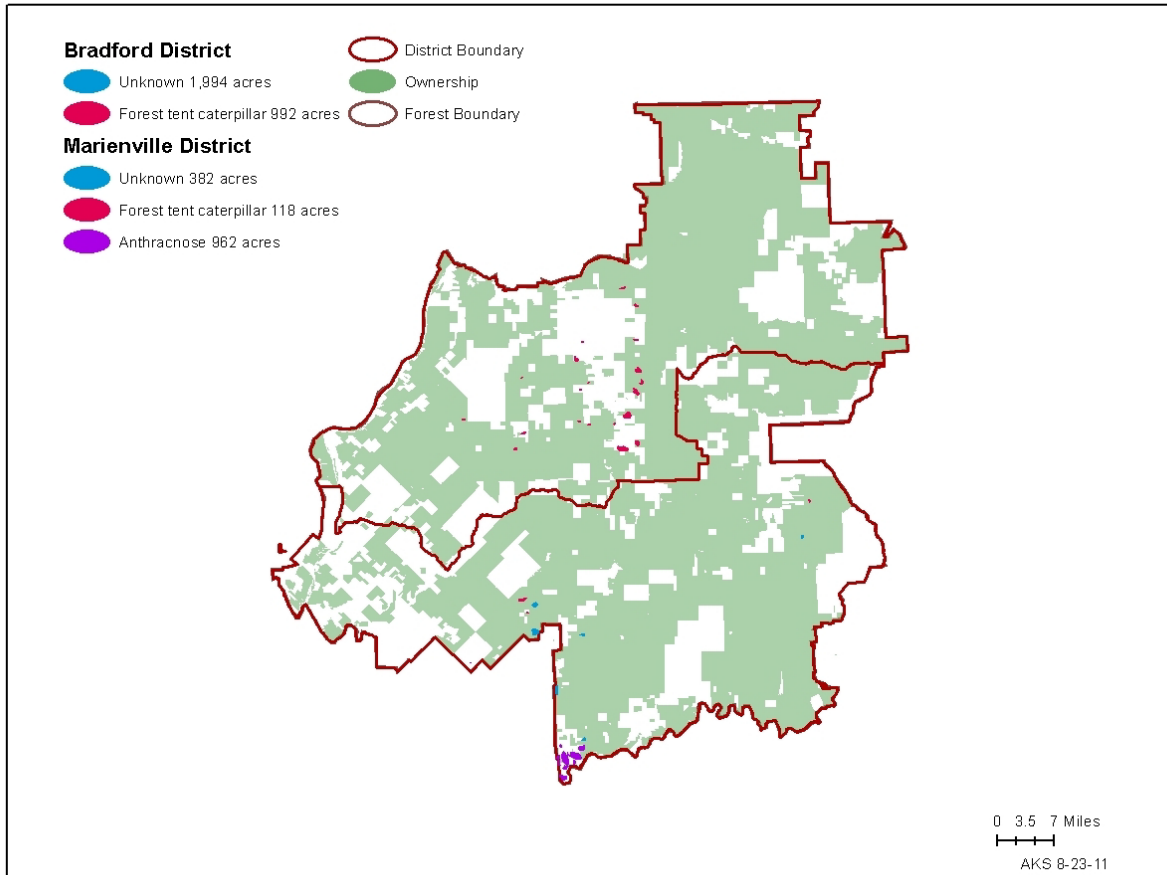 Bradford District
Unknown 1,994 acres
Forest tent caterpillar 992 acres
Marienville District
Unknown 382 acres
Forest tent caterpillar 118 acres
Anthracnose 962 acres
District Boundary
Ownership
Forest Boundary
0 3.5 7 Miles
AKS 8-23-11